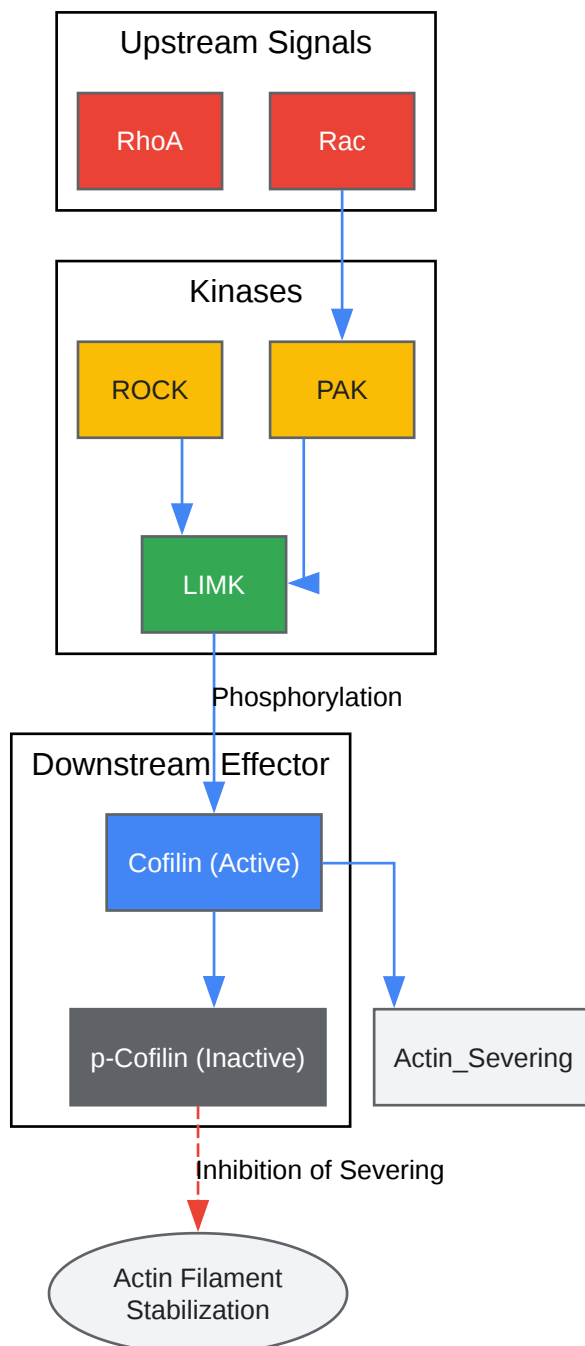 Upstream Signals
RhoA
Rac
Kinases
ROCK
PAK
LIMK
Phosphorylation
Downstream Effector
Cofilin (Active)
p-Cofilin (Inactive)
Actin_Severing
Inhibition of Severing
Actin Filament
Stabilization